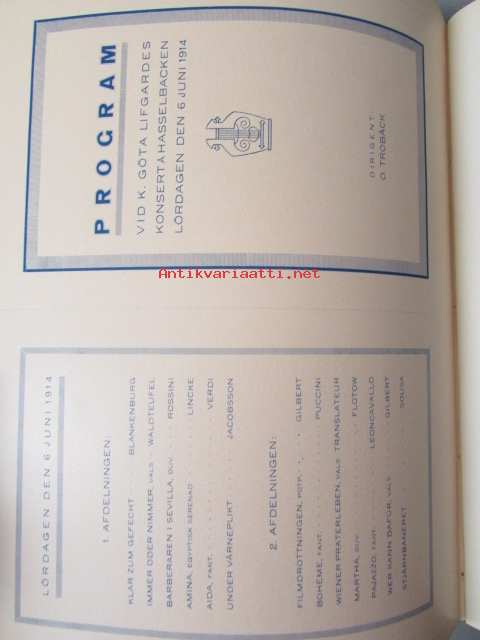 PROGRAM
VID K. GÖTA LIFGARDES
KONSERT Å HASSELBACKEN
LÖRDAGEN DEN 6 JUNI 1914
DIRIGENT
O. TROBÄCK
Antikvariaatti.net
LÖRDAGEN DEN 6 JUNI 1914
1. AFDELNINGEN:
KLAR ZUM GEFECHT BLANKENBURG
IMMER ODER NIMMER, VALS WALDTEUFEL
BARBERAREN I SEVILLA, OUV. ROSSINI
AMINA, EGYPTISK SERENAD LINCKE
AIDA, FANT. VERDI
UNDER VÄRNEPLIKT JACOBSSON
2. AFDELNINGEN:
FILMDROTTNINGEN, POTP. GILBERT
BOHÈME, FANT. PUCCINI
WIENER PRATERLEBEN, VALS TRANSLATEUR
MARTHA, OUV. FLOTOW
PAJAZZO, FANT. LEONCAVALLO
WER KANN DAFÜR, VALS GILBERT
STJÄRNBANERET SOUSA